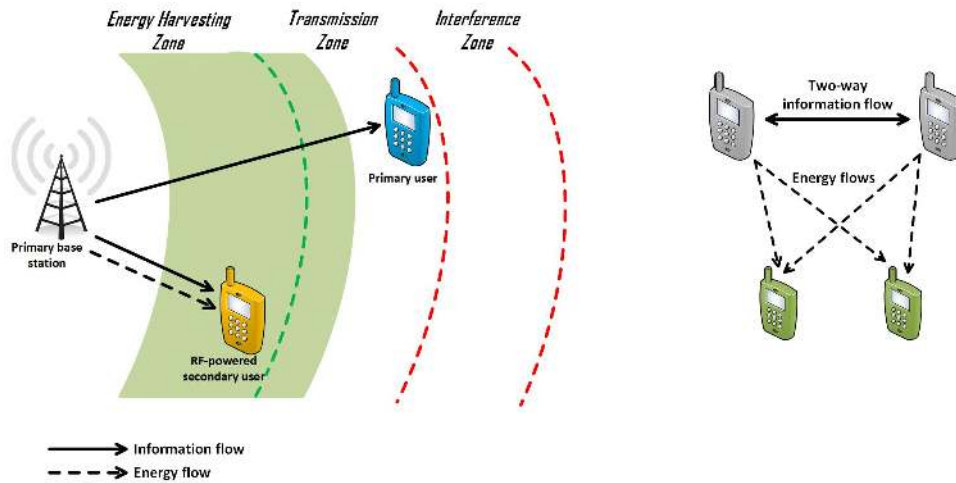 Energy Harvesting
Zone
Transmission
Zone
Interference
Zone
Primary user
Primary base
station
RF-powered
secondary user
Information flow
Energy flow
Two-way
information flow
Energy flows